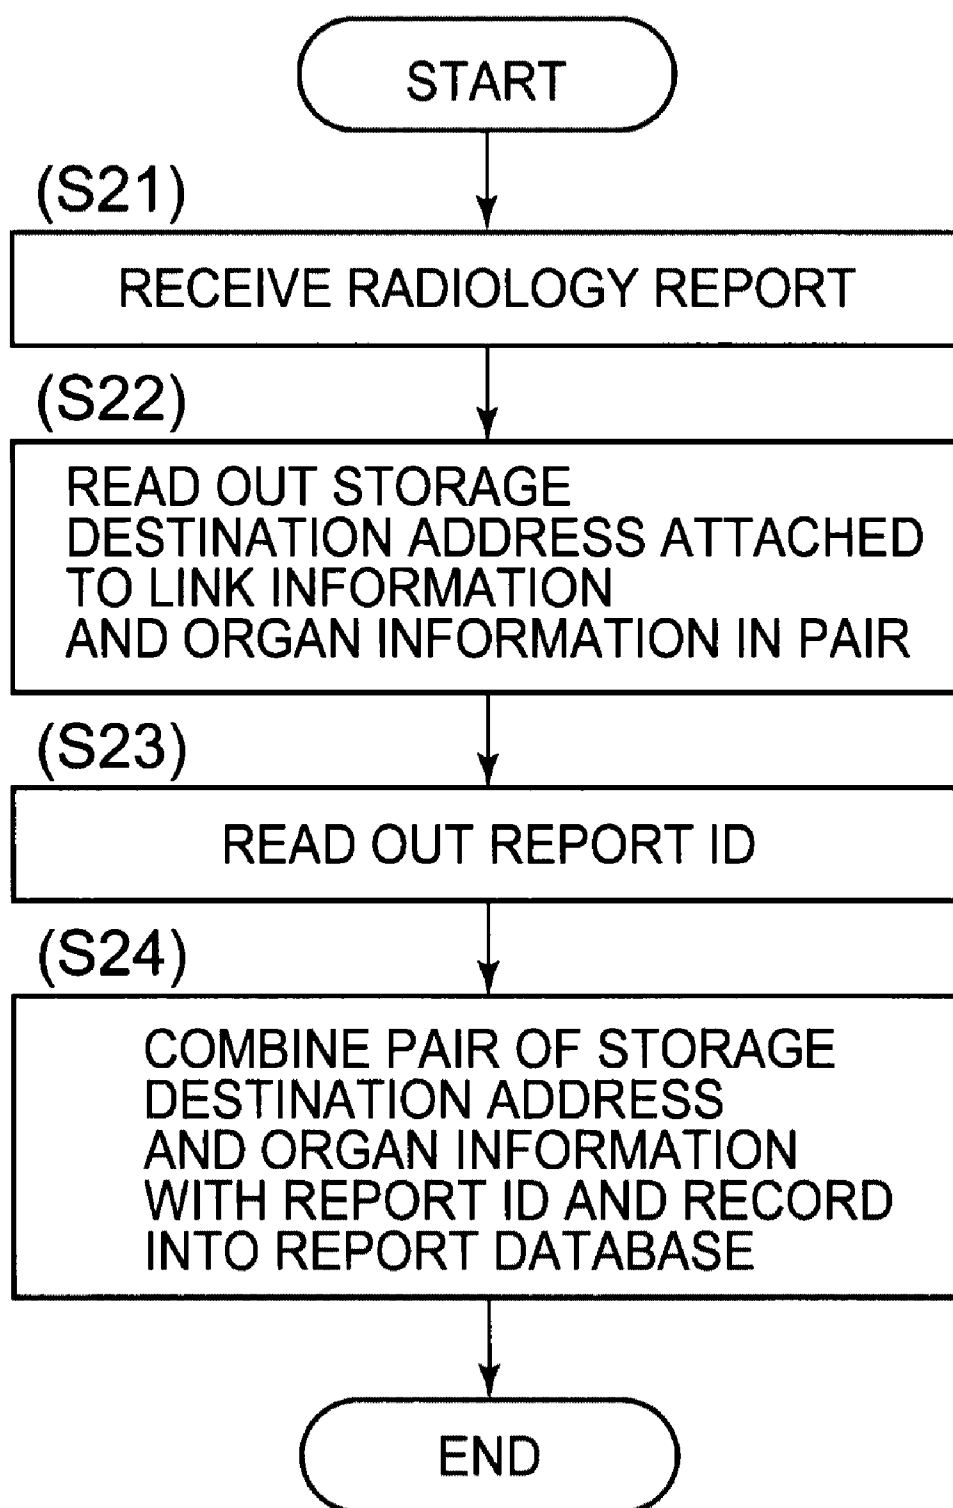 START
(S21)
RECEIVE RADIOLOGY REPORT
(S22)
READ OUT STORAGE
DESTINATION ADDRESS ATTACHED
TO LINK INFORMATION
AND ORGAN INFORMATION IN PAIR
(S23)
READ OUT REPORT ID
(S24)
COMBINE PAIR OF STORAGE
DESTINATION ADDRESS
AND ORGAN INFORMATION
WITH REPORT ID AND RECORD
INTO REPORT DATABASE
END